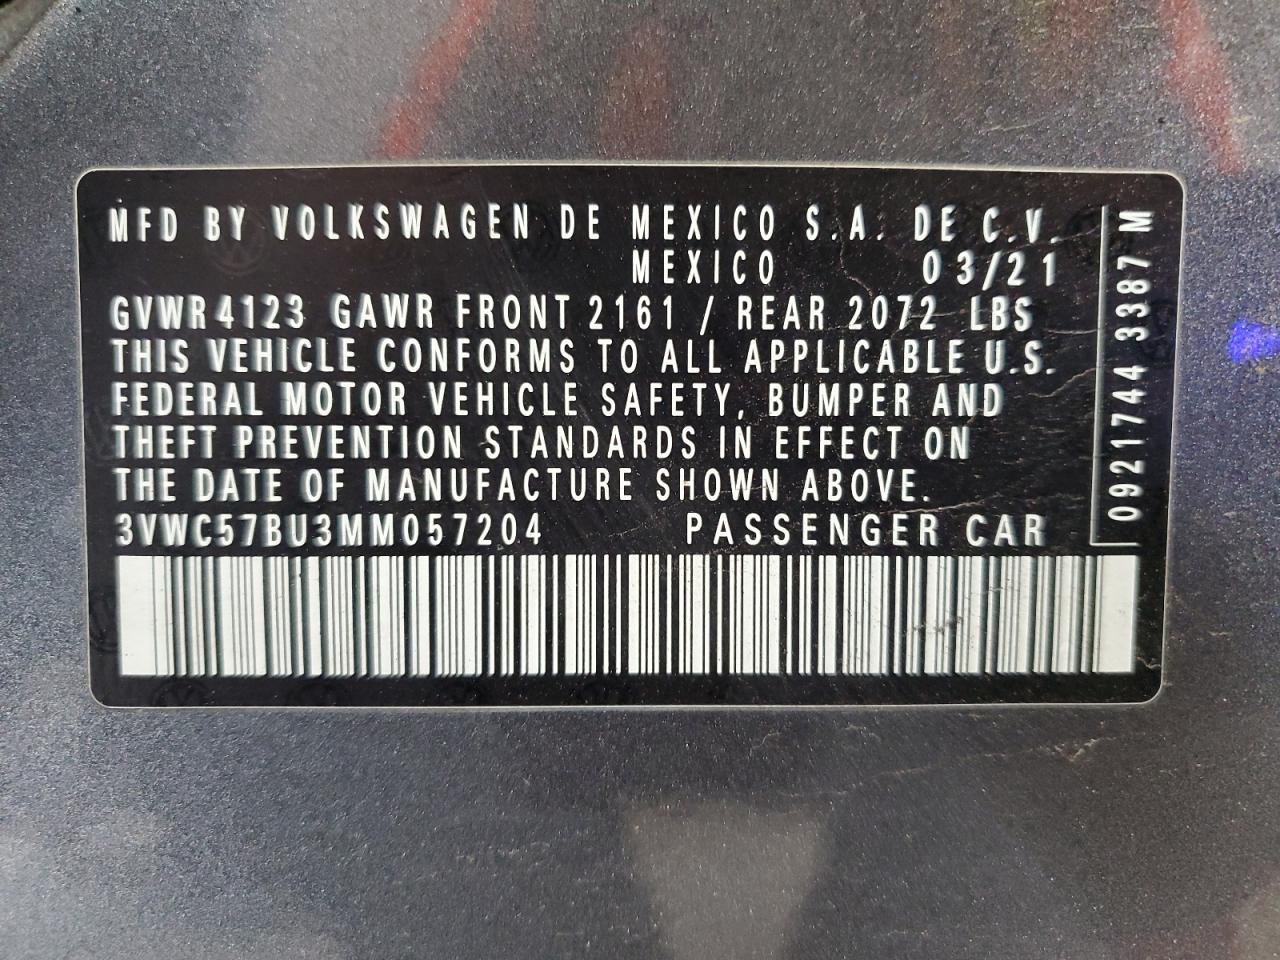 MFD BY VOLKSWAGEN DE MEXICO S.A. DE C.V.
MEXICO 03/21
GVWR 4123 GAWR FRONT 2161 / REAR 2072 LBS
THIS VEHICLE CONFORMS TO ALL APPLICABLE U.S.
FEDERAL MOTOR VEHICLE SAFETY, BUMPER AND
THEFT PREVENTION STANDARDS IN EFFECT ON
THE DATE OF MANUFACTURE SHOWN ABOVE.
3VWC57BU3MM057204 PASSENGER CAR
0921744 3387 M